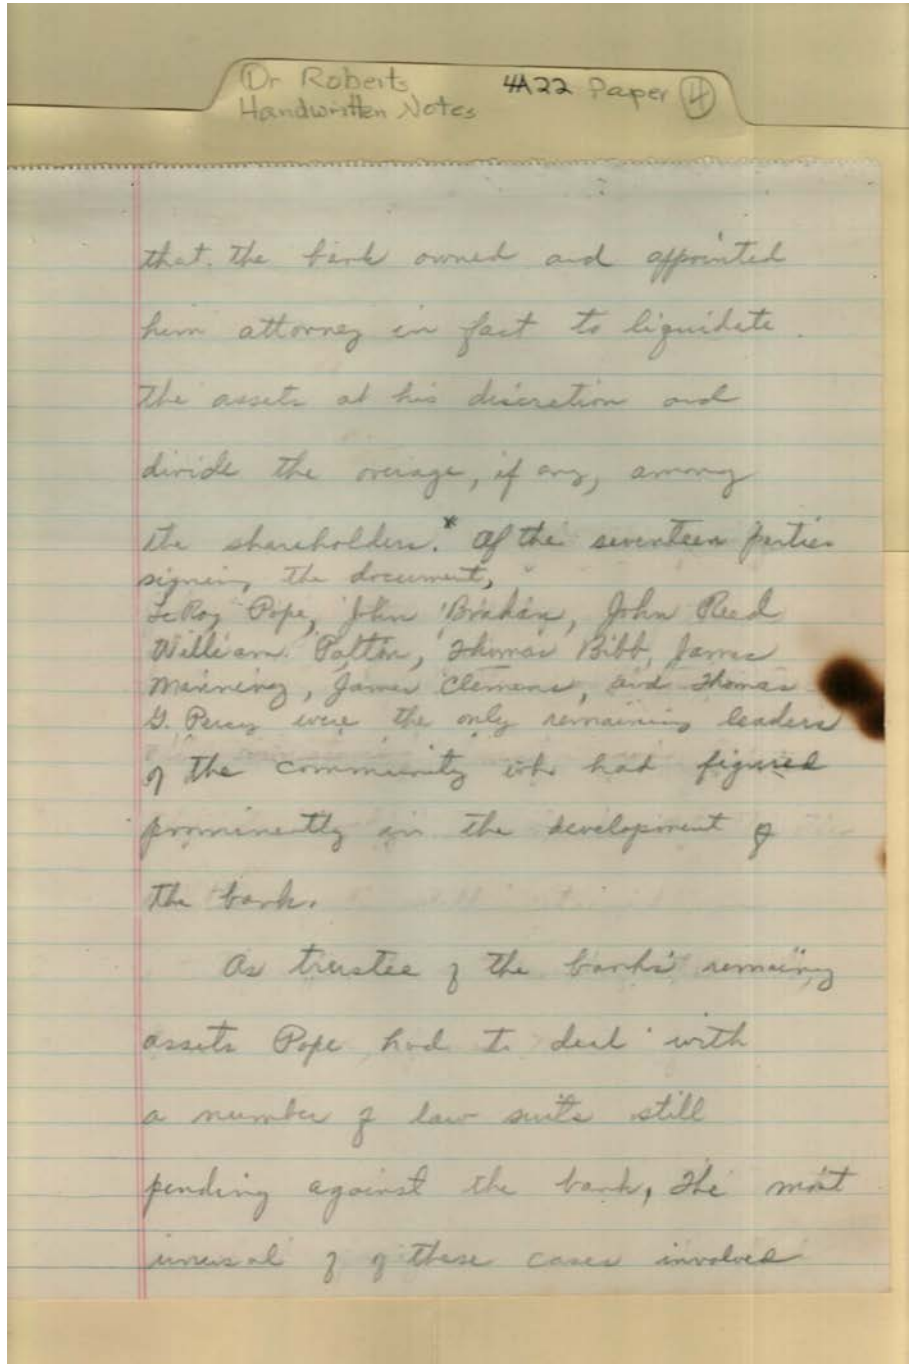 Dr Roberts 4A22 Paper 4
Handwritten Notes
that the bank owned and appointed
him attorney in fact to liquidate
the assets at his discretion and
divide the overage, if any, among
the shareholders.* Of the seventeen parties
signing the document,
LeRoy Pope, John Brahan, John Reed
William Patton, Thomas Bibb, James
Manning, James Clemens, and Thomas
G. Percy were the only remaining leaders
of the community who had figured
prominently in the development of
the bank.
As trustee of the banks' remaining
assets Pope had to deal with
a number of law suits still
pending against the bank, The most
unusal of of these cases involved